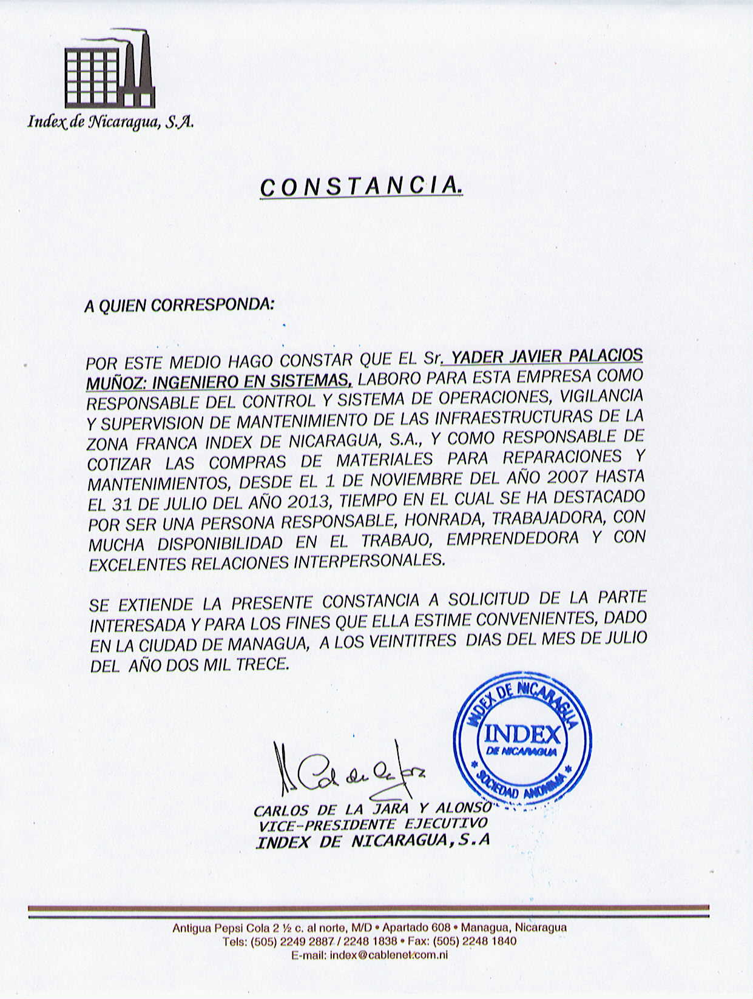 Index de Nicaragua, S.A.
CONSTANCIA.
A QUIEN CORRESPONDA:
POR ESTE MEDIO HAGO CONSTAR QUE EL Sr. YADER JAVIER PALACIOS
MUÑOZ: INGENIERO EN SISTEMAS, LABORO PARA ESTA EMPRESA COMO
RESPONSABLE DEL CONTROL Y SISTEMA DE OPERACIONES, VIGILANCIA
Y SUPERVISION DE MANTENIMIENTO DE LAS INFRAESTRUCTURAS DE LA
ZONA FRANCA INDEX DE NICARAGUA, S.A., Y COMO RESPONSABLE DE
COTIZAR LAS COMPRAS DE MATERIALES PARA REPARACIONES Y
MANTENIMIENTOS, DESDE EL 1 DE NOVIEMBRE DEL AÑO 2007 HASTA
EL 31 DE JULIO DEL AÑO 2013, TIEMPO EN EL CUAL SE HA DESTACADO
POR SER UNA PERSONA RESPONSABLE, HONRADA, TRABAJADORA, CON
MUCHA DISPONIBILIDAD EN EL TRABAJO, EMPRENDEDORA Y CON
EXCELENTES RELACIONES INTERPERSONALES.
SE EXTIENDE LA PRESENTE CONSTANCIA A SOLICITUD DE LA PARTE
INTERESADA Y PARA LOS FINES QUE ELLA ESTIME CONVENIENTES, DADO
EN LA CIUDAD DE MANAGUA, A LOS VEINTITRES DIAS DEL MES DE JULIO
DEL AÑO DOS MIL TRECE.
INDEX DE NICARAGUA
INDEX
DE NICARAGUA
* SOCIEDAD ANONIMA *
CARLOS DE LA JARA Y ALONSO
VICE-PRESIDENTE EJECUTIVO
INDEX DE NICARAGUA,S.A
Antigua Pepsi Cola 2 ½ c. al norte, M/D • Apartado 608 • Managua, Nicaragua
Tels: (505) 2249 2887 / 2248 1838 • Fax: (505) 2248 1840
E-mail: index@cablenet.com.ni